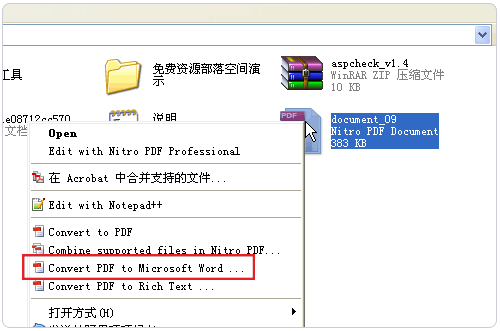 工具
免费资源部落空间演
示
aspcheck_v1.4
WinRAR ZIP 压缩文件
10 KB
.e08712cc570
文档
说明
document_09
Nitro PDF Document
383 KB
PDF
Open
Edit with Nitro PDF Professional
在 Acrobat 中合并支持的文件...
Edit with Notepad++
Convert to PDF
Combine supported files in Nitro PDF...
Convert PDF to Microsoft Word ...
Convert PDF to Rich Text ...
打开方式(H)